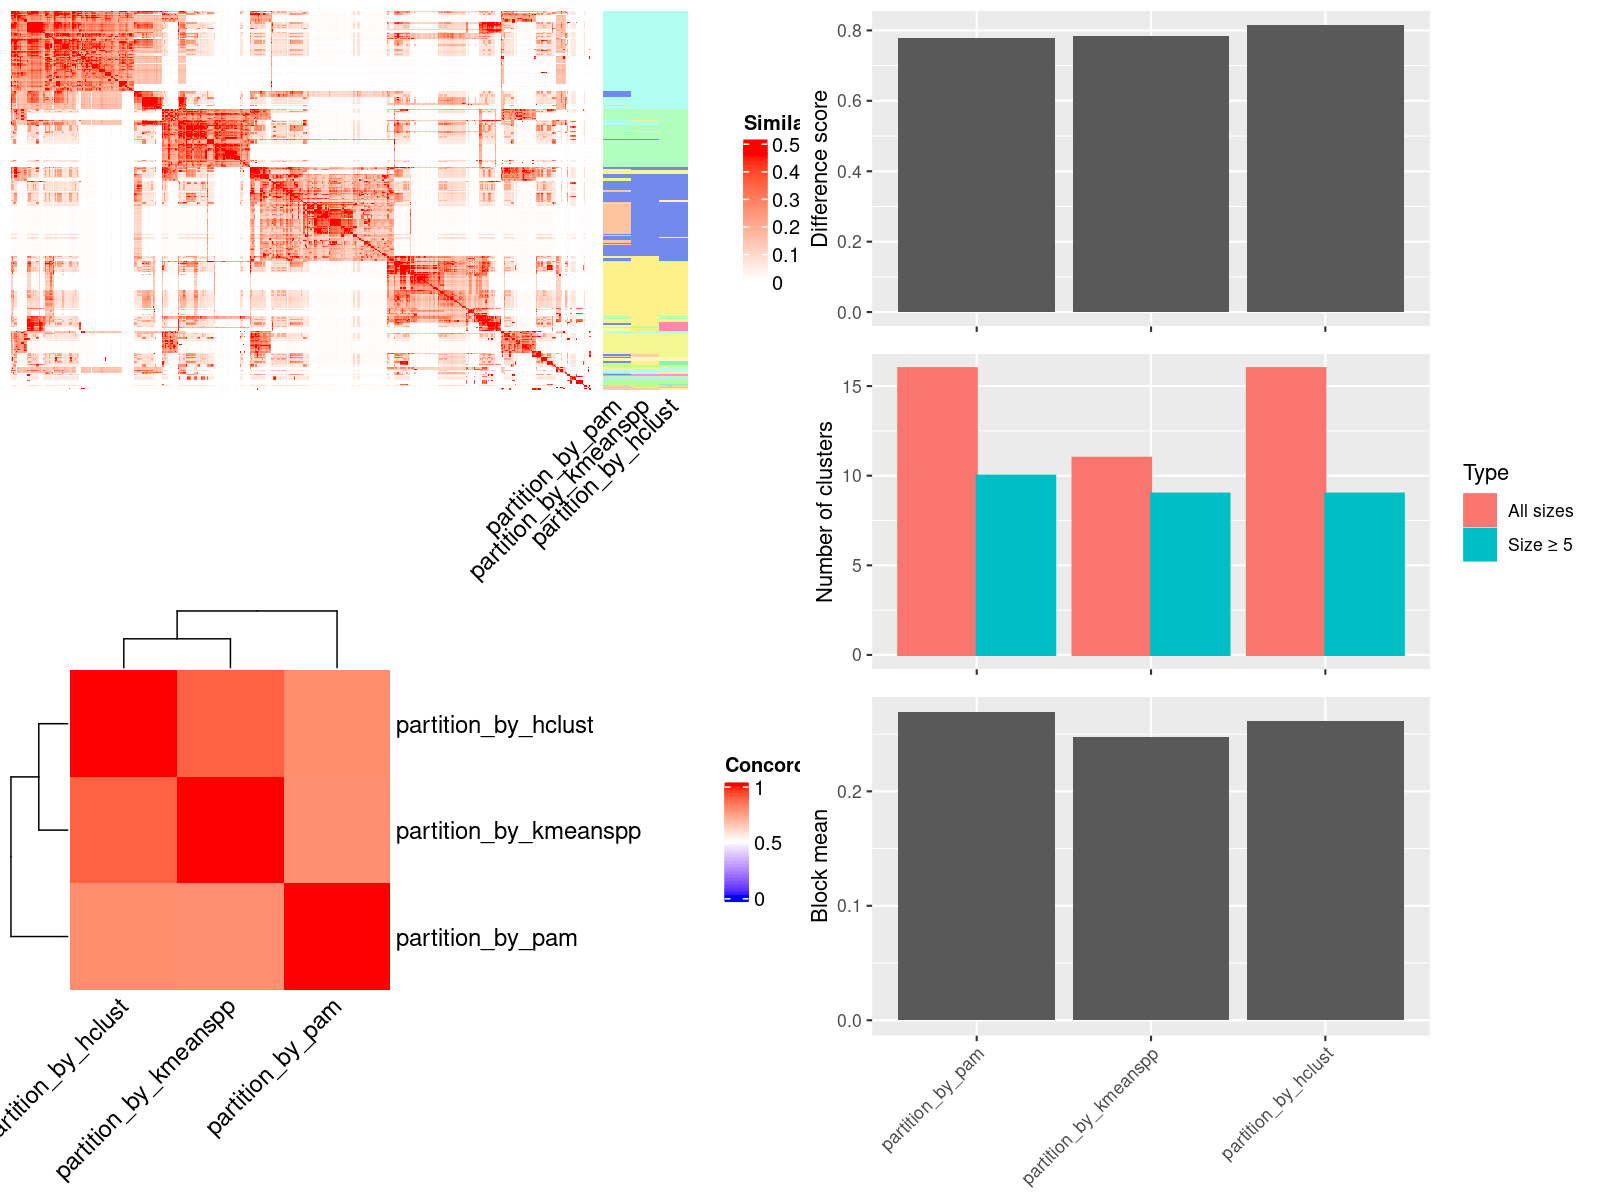 Simila
0.5
0.4
0.3
0.2
0.1
0
partition_by_pam
partition_by_kmeanspp
partition_by_hclust
partition_by_hclust
partition_by_kmeanspp
partition_by_pam
artition_by_hclust
partition_by_kmeanspp
partition_by_pam
Concord
1
0.5
0
Difference score
0.8
0.6
0.4
0.2
0.0
Number of clusters
15
10
5
0
Type
All sizes
Size ≥ 5
Block mean
0.2
0.1
0.0
partition_by_pam
partition_by_kmeanspp
partition_by_hclust